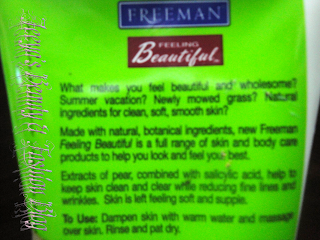 FREEMAN
FEELING
Beautiful
What makes you feel beautiful and wholesome?
Summer vacation? Newly mowed grass? Natural
ingredients for clean, soft, smooth skin?
Made with natural, botanical ingredients, new Freeman
Feeling Beautiful is a full range of skin and body care
products to help you look and feel your best.
Extracts of pear, combined with salicylic acid, help to
keep skin clean and clear while reducing fine lines and
wrinkles. Skin is left feeling soft and supple.
To Use: Dampen skin with warm water and massage
over skin. Rinse and pat dry.